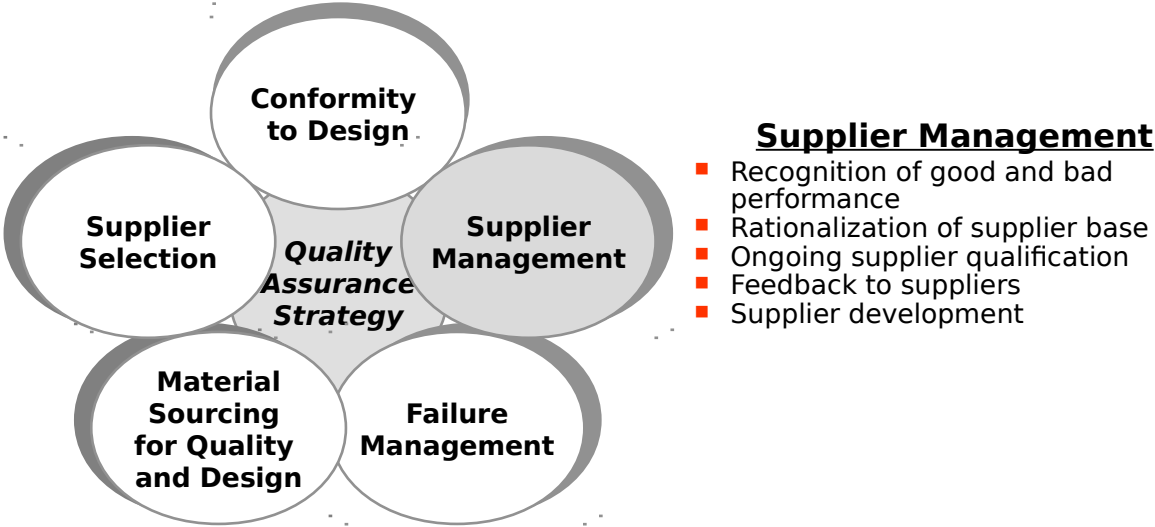 Conformity
to Design
Supplier
Selection
Quality
Assurance
Strategy
Supplier
Management
Material
Sourcing
for Quality
and Design
Failure
Management
Supplier Management
Recognition of good and bad
performance
Rationalization of supplier base
Ongoing supplier qualification
Feedback to suppliers
Supplier development